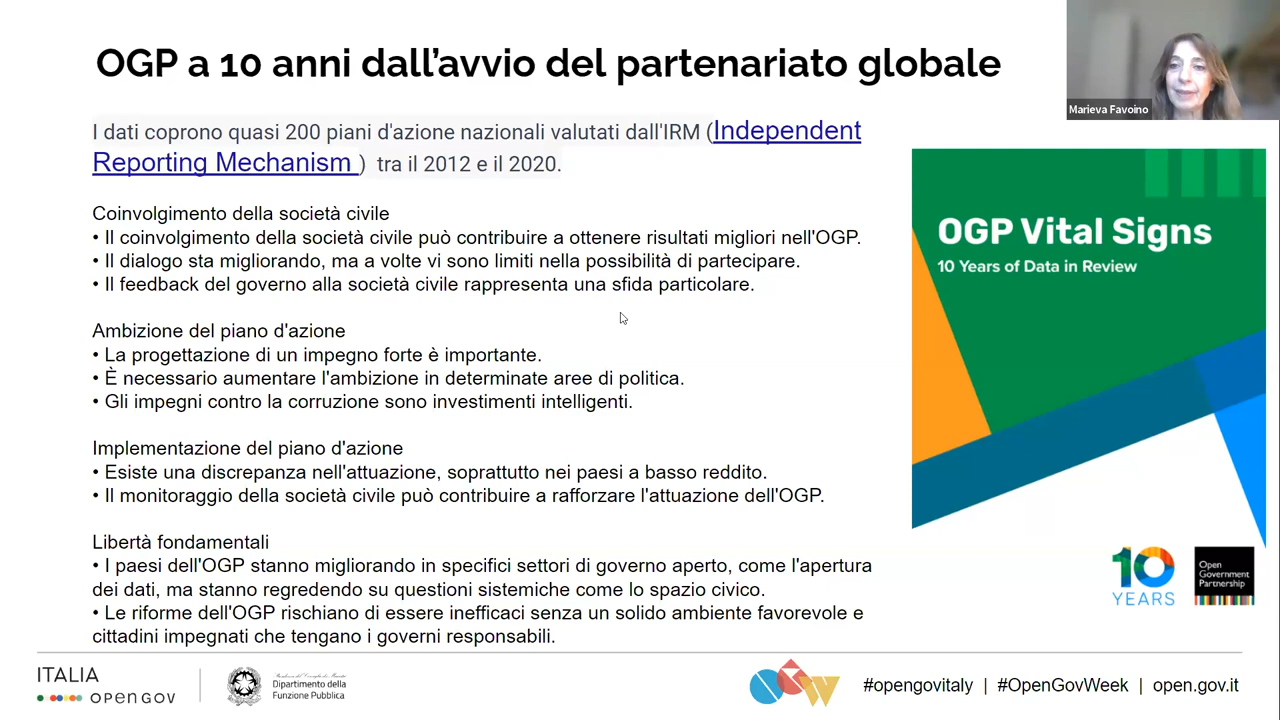 OGP a 10 anni dall'avvio del partenariato globale
Marieva Favoino
I dati coprono quasi 200 piani d'azione nazionali valutati dall'IRM (Independent
Reporting Mechanism ) tra il 2012 e il 2020.
Coinvolgimento della società civile
• Il coinvolgimento della società civile può contribuire a ottenere risultati migliori nell'OGP.
• Il dialogo sta migliorando, ma a volte vi sono limiti nella possibilità di partecipare.
• Il feedback del governo alla società civile rappresenta una sfida particolare.
Ambizione del piano d'azione
• La progettazione di un impegno forte è importante.
• È necessario aumentare l'ambizione in determinate aree di politica.
• Gli impegni contro la corruzione sono investimenti intelligenti.
Implementazione del piano d'azione
• Esiste una discrepanza nell'attuazione, soprattutto nei paesi a basso reddito.
• Il monitoraggio della società civile può contribuire a rafforzare l'attuazione dell'OGP.
Libertà fondamentali
• I paesi dell'OGP stanno migliorando in specifici settori di governo aperto, come l'apertura
dei dati, ma stanno regredendo su questioni sistemiche come lo spazio civico.
• Le riforme dell'OGP rischiano di essere inefficaci senza un solido ambiente favorevole e
cittadini impegnati che tengano i governi responsabili.
OGP Vital Signs
10 Years of Data in Review
10
YEARS
Open
Government
Partnership
ITALIA
OPENGOV
Dipartimento della
Funzione Pubblica
OGW
#opengovitaly | #OpenGovWeek | open.gov.it